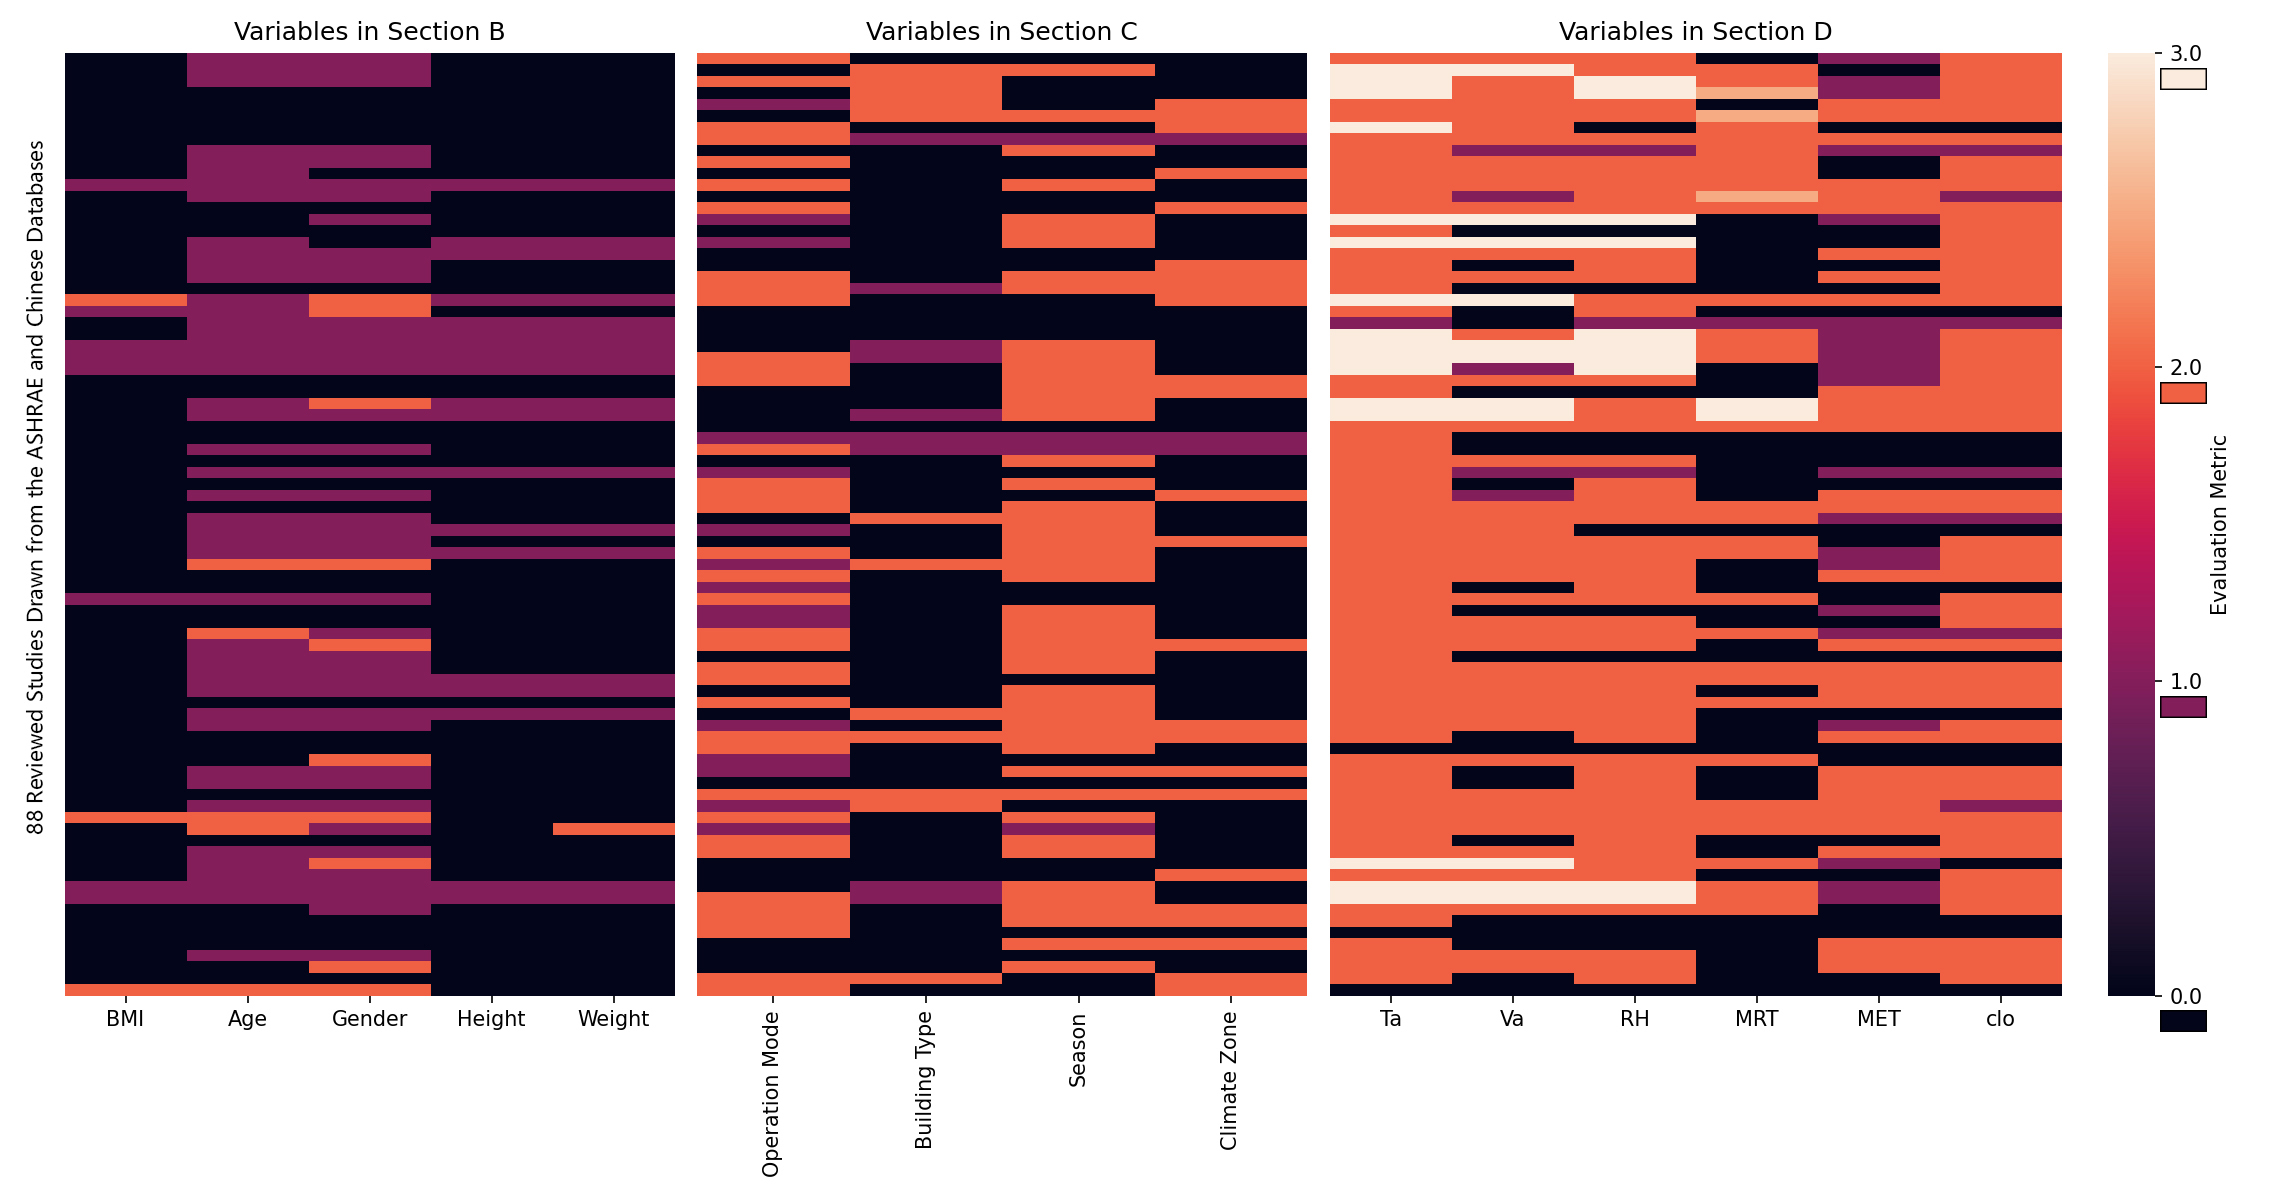 Variables in Section B
Variables in Section C
Variables in Section D
88 Reviewed Studies Drawn from the ASHRAE and Chinese Databases
BMI
Age
Gender
Height
Weight
Operation Mode
Building Type
Season
Climate Zone
Ta
Va
RH
MRT
MET
clo
3.0
2.0
1.0
0.0
Evaluation Metric